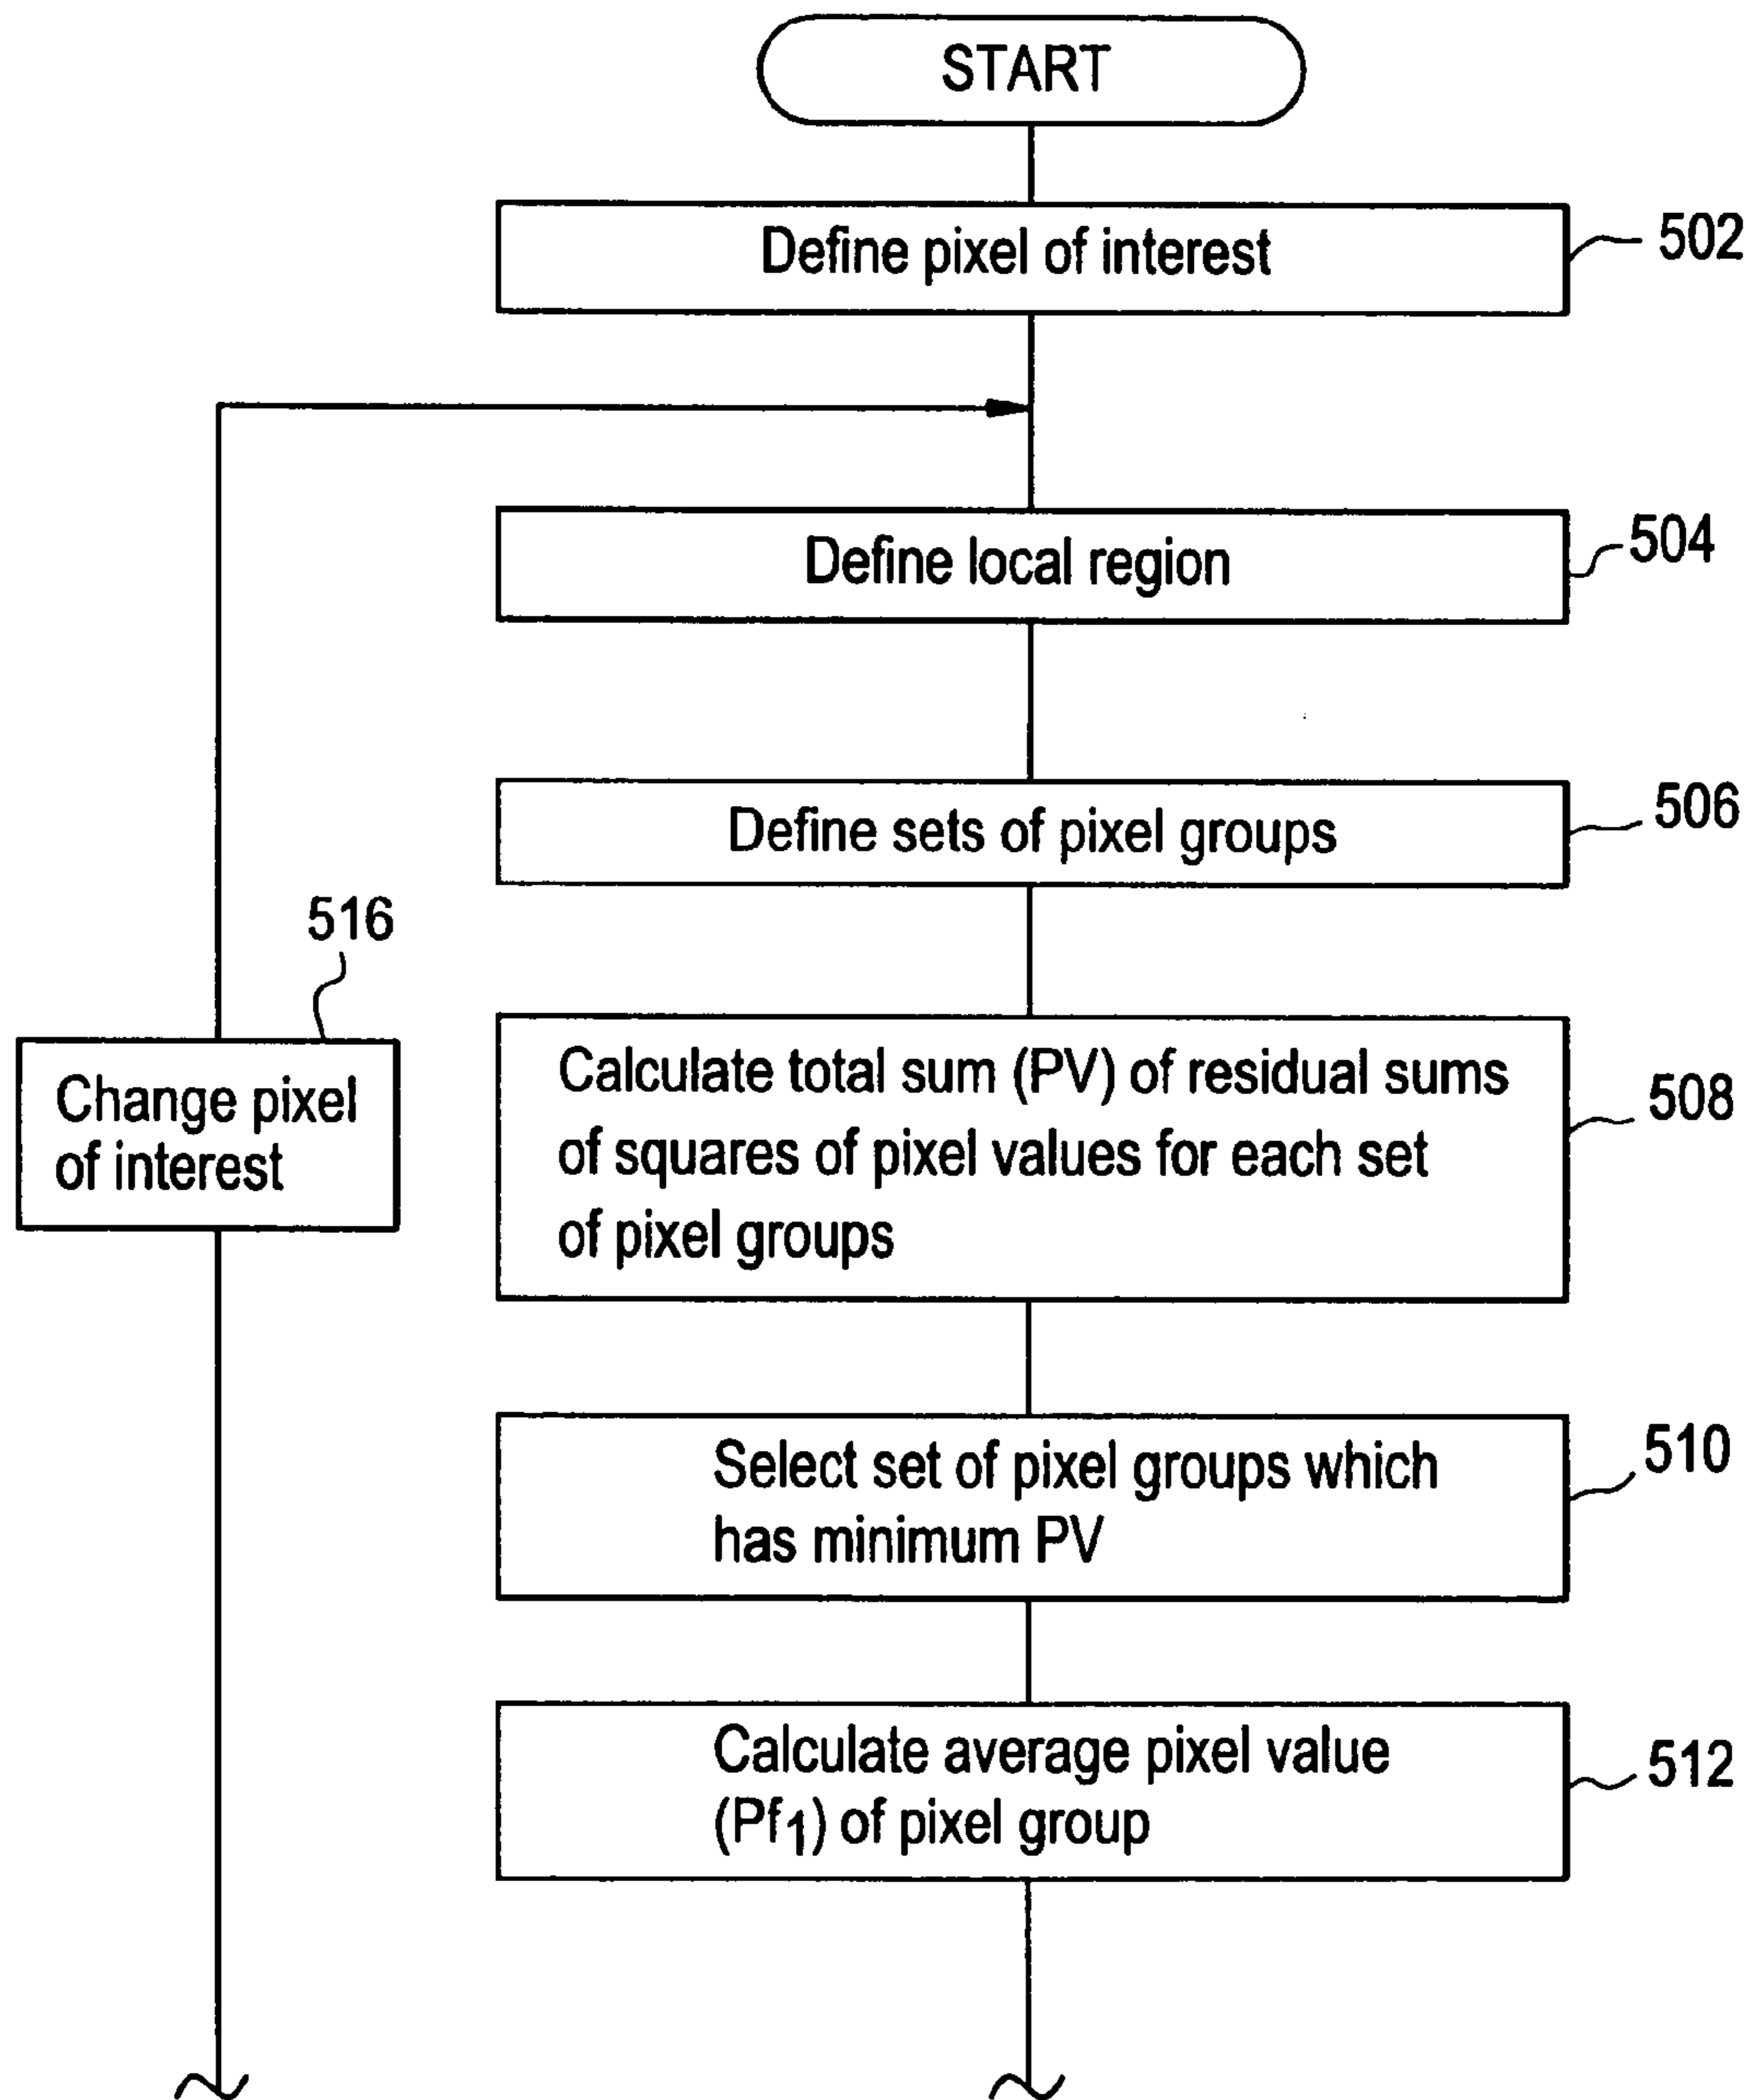 START
Define pixel of interest
502
Define local region
504
Define sets of pixel groups
506
516
Change pixel
of interest
Calculate total sum (PV) of residual sums
of squares of pixel values for each set
of pixel groups
508
Select set of pixel groups which
has minimum PV
510
Calculate average pixel value
(Pf1) of pixel group
512